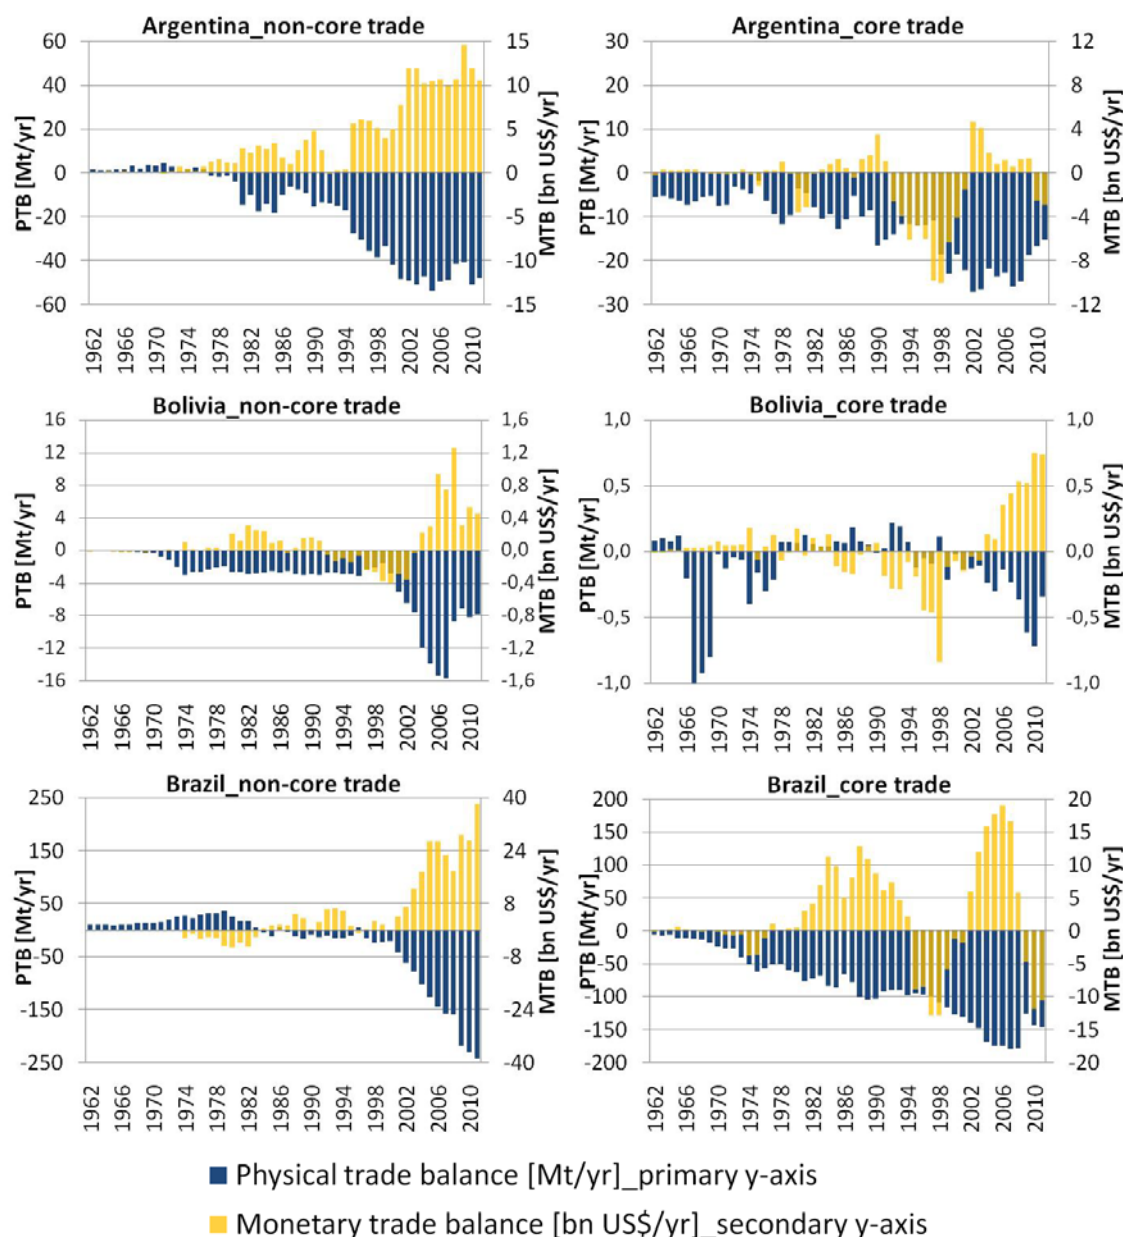 Argentina_non-core trade
60 15
40 10
20 5
0 0
-20 -5
-40 -10
-60 -15
PTB [Mt/yr]
MTB [bn US$/yr]
1962 1966 1970 1974 1978 1982 1986 1990 1994 1998 2002 2006 2010
Argentina_core trade
30 12
20 8
10 4
0 0
-10 -4
-20 -8
-30 -12
PTB [Mt/yr]
MTB [bn US$/yr]
1962 1966 1970 1974 1978 1982 1986 1990 1994 1998 2002 2006 2010
Bolivia_non-core trade
16 1,6
12 1,2
8 0,8
4 0,4
0 0,0
-4 -0,4
-8 -0,8
-12 -1,2
-16 -1,6
PTB [Mt/yr]
MTB [bn US$/yr]
1962 1966 1970 1974 1978 1982 1986 1990 1994 1998 2002 2006 2010
Bolivia_core trade
1,0 1,0
0,5 0,5
0,0 0,0
-0,5 -0,5
-1,0 -1,0
PTB [Mt/yr]
MTB [bn US$/yr]
1962 1966 1970 1974 1978 1982 1986 1990 1994 1998 2002 2006 2010
Brazil_non-core trade
250 40
150 24
50 8
-50 -8
-150 -24
-250 -40
PTB [Mt/yr]
MTB [bn US$/yr]
1962 1966 1970 1974 1978 1982 1986 1990 1994 1998 2002 2006 2010
Brazil_core trade
200 20
150 15
100 10
50 5
0 0
-50 -5
-100 -10
-150 -15
-200 -20
PTB [Mt/yr]
MTB [bn US$/yr]
1962 1966 1970 1974 1978 1982 1986 1990 1994 1998 2002 2006 2010
Physical trade balance [Mt/yr]_primary y-axis
Monetary trade balance [bn US$/yr]_secondary y-axis